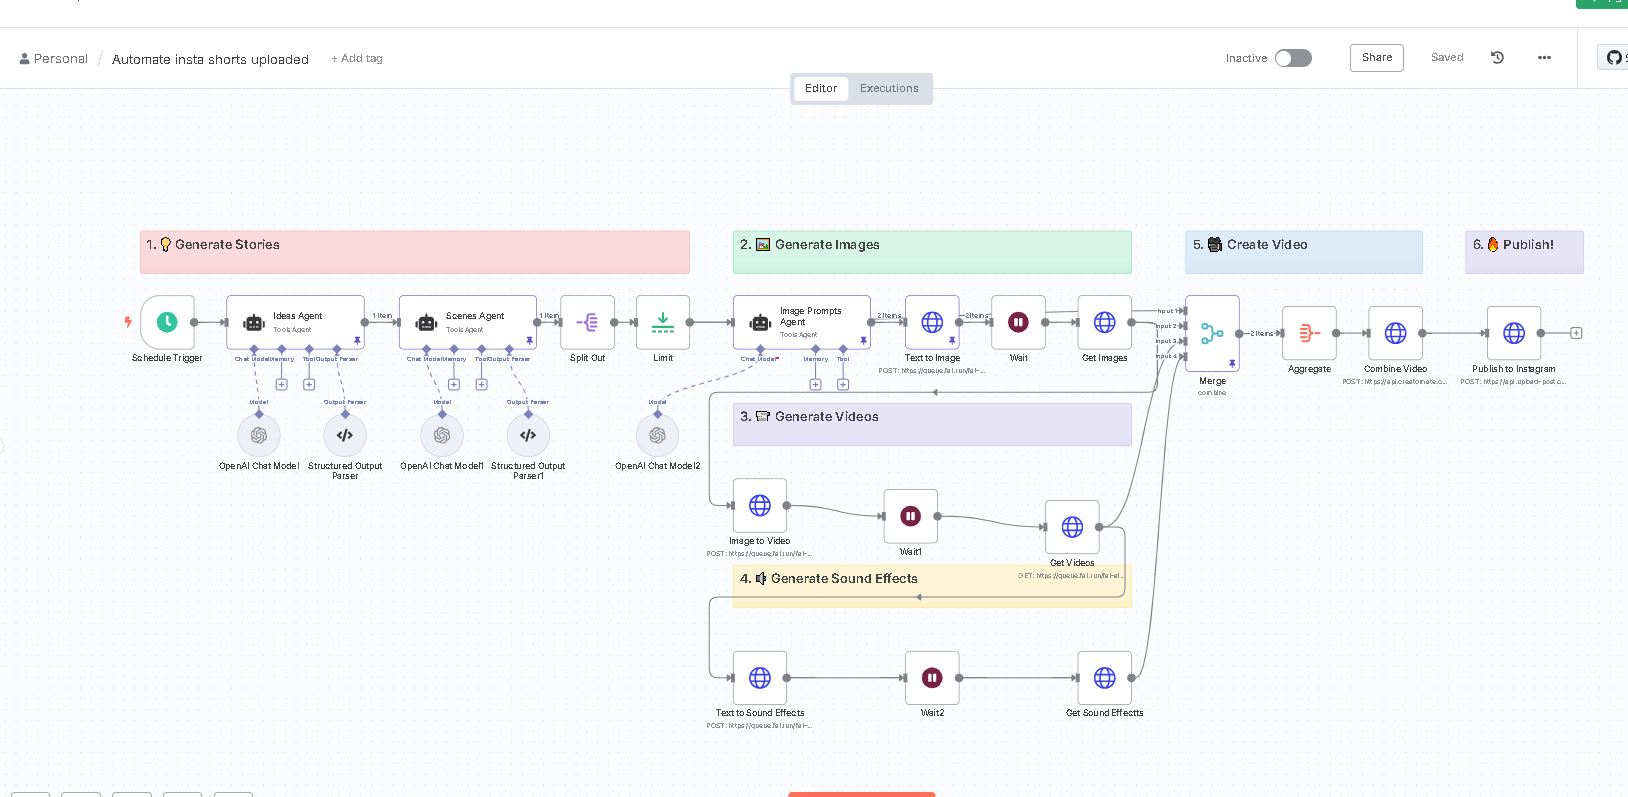 Personal / Automate insta shorts uploaded + Add tag
Inactive Share Saved
Editor Executions
1. 💡 Generate Stories
2. 🖼️ Generate Images
5. 🎥 Create Video
6. 🔥 Publish!
Schedule Trigger
Ideas Agent
Tools Agent
1 item
Scenes Agent
Tools Agent
1 item
Split Out
Limit
Image Prompts
Agent
Tools Agent
2 items
Text to Image
POST: https://queue.fal.run/fal-...
2 items
Wait
Get Images
Input 1
Input 2
Input 3
Input 4
Merge
combine
2 items
Aggregate
Combine Video
POST: https://api.creatomate.c...
Publish to Instagram
POST: https://api.upload-post.c...
Chat Model Memory Tool Output Parser
Chat Model Memory Tool Output Parser
Chat Model Memory Tool
Model
Output Parser
Model
Output Parser
Model
OpenAI Chat Model
Structured Output
Parser
OpenAI Chat Model1
Structured Output
Parser1
OpenAI Chat Model2
3. Generate Videos
Image to Video
POST: https://queue.fal.run/fal-...
Wait1
Get Videos
GET: https://queue.fal.run/fal-ai...
4. 🔈 Generate Sound Effects
Text to Sound Effects
POST: https://queue.fal.run/fal-...
Wait2
Get Sound Effectts